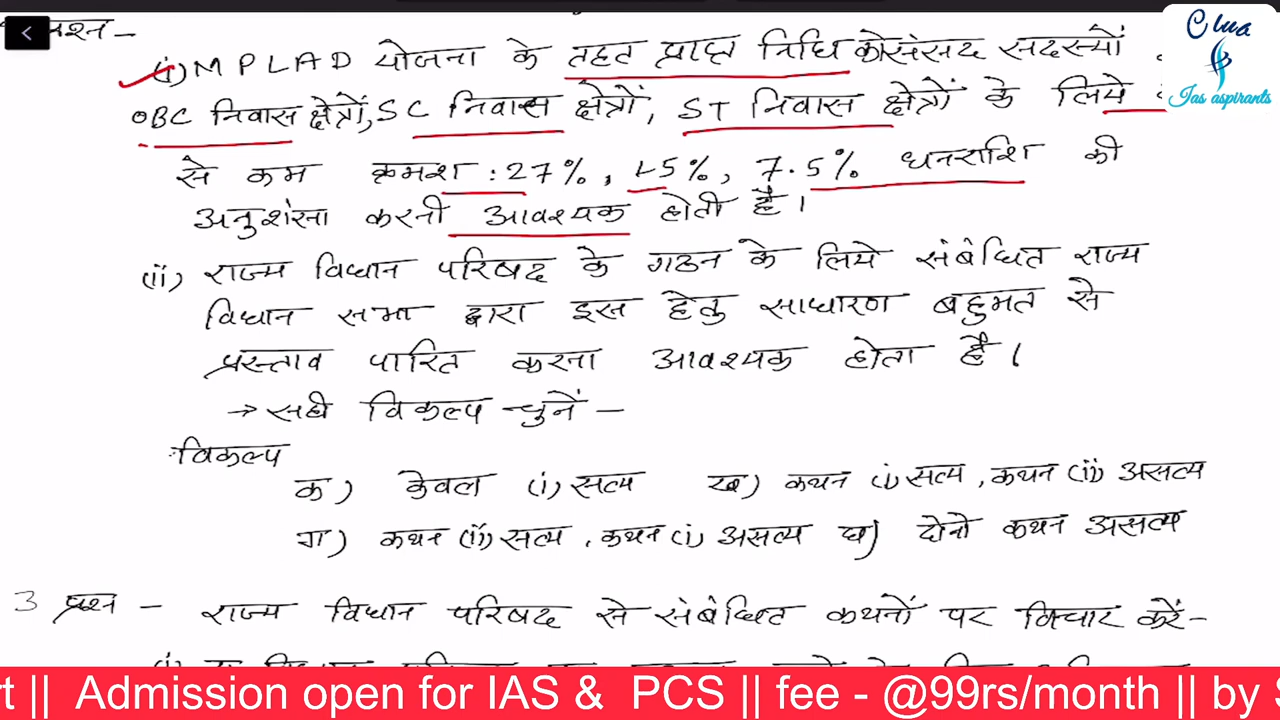 प्रश्न -
(i) MPLAD योजना के तहत प्राप्त निधि को संसद सदस्यों
OBC निवास क्षेत्रों, SC निवास क्षेत्रों, ST निवास क्षेत्रों के लिये
से कम क्रमश: 27%, 15%, 7.5% धनराशि की
अनुशंसा करनी आवश्यक होती है।
(ii) राज्य विधान परिषद के गठन के लिये संबंधित राज्य
विधान सभा द्वारा इस हेतु साधारण बहुमत से
प्रस्ताव पारित करना आवश्यक होता है।
→ सही विकल्प चुनें -
विकल्प
क) केवल (i) सत्य ख) कथन (i) सत्य, कथन (ii) असत्य
ग) कथन (ii) सत्य, कथन (i) असत्य घ) दोनो कथन असत्य
3 प्रश्न - राज्य विधान परिषद से संबंधित कथनों पर विचार करें-
Clwa
Ias aspirants
t || Admission open for IAS & PCS || fee - @99rs/month || by S